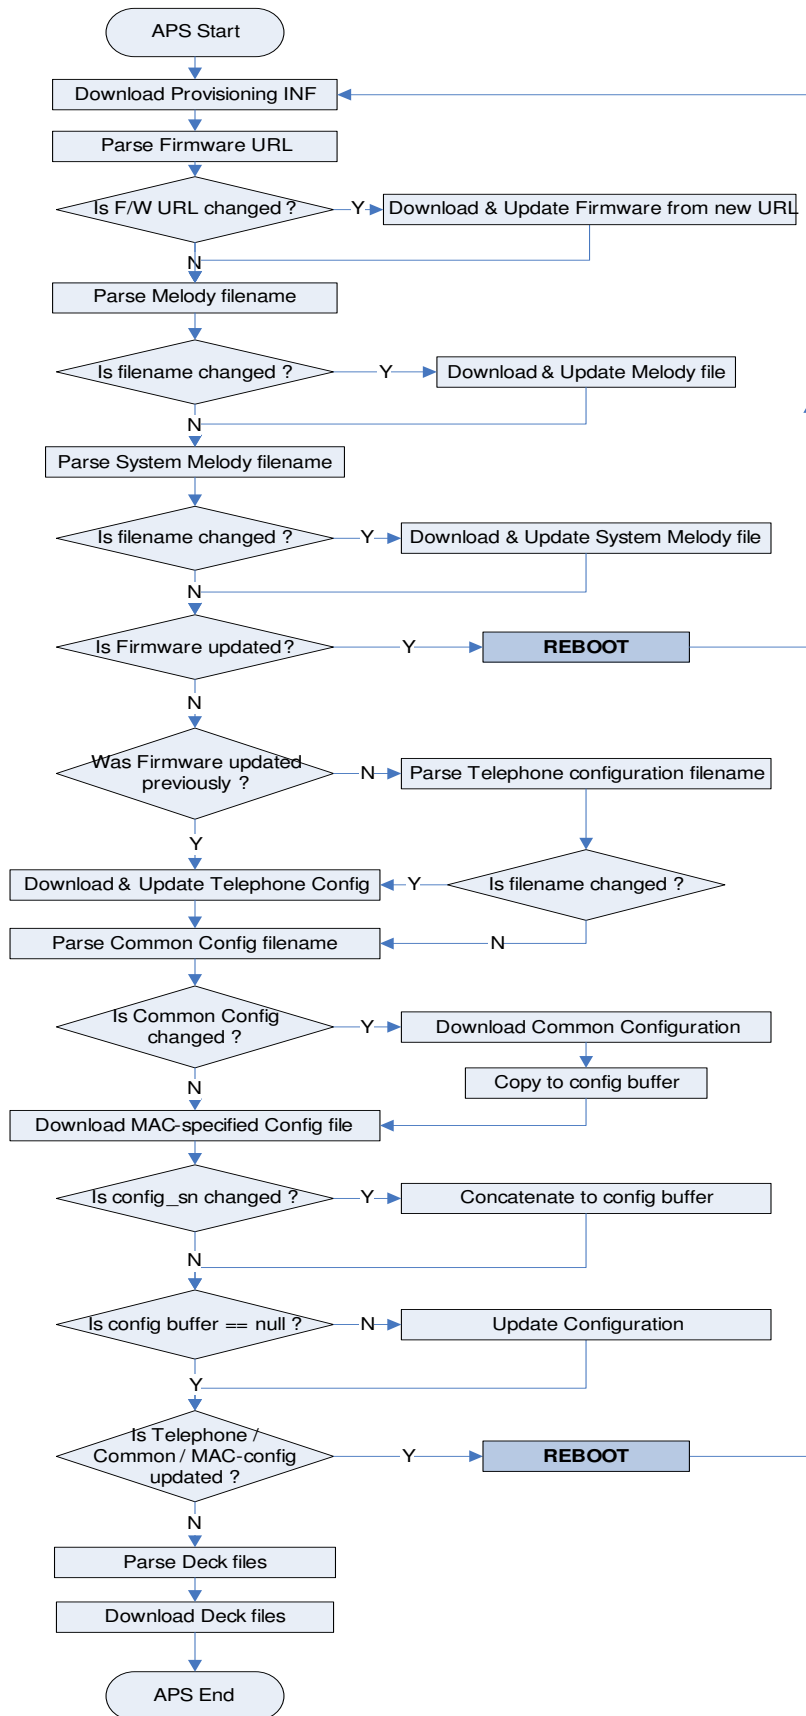 APS Start
Download Provisioning INF
Parse Firmware URL
Is F/W URL changed ?
Y
Download & Update Firmware from new URL
N
Parse Melody filename
Is filename changed ?
Y
Download & Update Melody file
N
Parse System Melody filename
Is filename changed ?
Y
Download & Update System Melody file
N
Is Firmware updated?
Y
REBOOT
N
Was Firmware updated
previously ?
N
Parse Telephone configuration filename
Y
Download & Update Telephone Config
Y
Is filename changed ?
Parse Common Config filename
N
Is Common Config
changed ?
Y
Download Common Configuration
N
Copy to config buffer
Download MAC-specified Config file
Is config_sn changed ?
Y
Concatenate to config buffer
N
Is config buffer == null ?
N
Update Configuration
Y
Is Telephone /
Common / MAC-config
updated ?
Y
REBOOT
N
Parse Deck files
Download Deck files
APS End